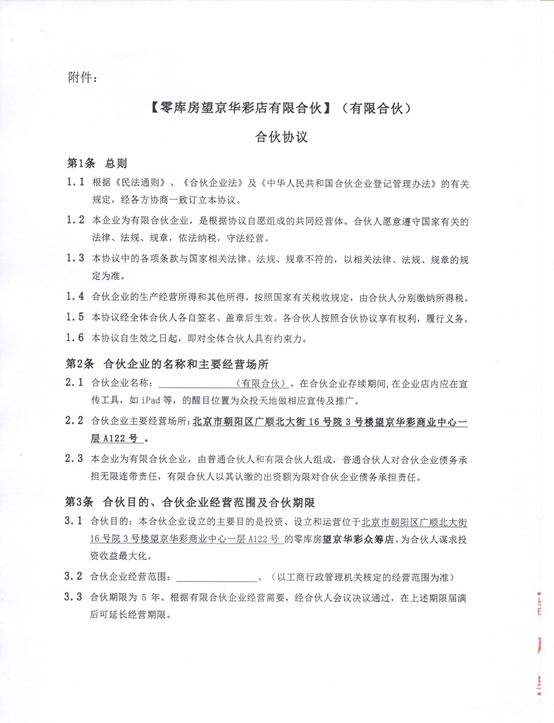 附件：
【零库房望京华彩店有限合伙】（有限合伙）
合伙协议
第1条 总则
1.1 根据《民法通则》、《合伙企业法》及《中华人民共和国合伙企业登记管理办法》的有关
规定，经各方协商一致订立本协议。
1.2 本企业为有限合伙企业，是根据协议自愿组成的共同经营体。合伙人愿意遵守国家有关的
法律、法规、规章，依法纳税，守法经营。
1.3 本协议中的各项条款与国家相关法律、法规、规章不符的，以相关法律、法规、规章的规
定为准。
1.4 合伙企业的生产经营所得和其他所得，按照国家有关税收规定，由合伙人分别缴纳所得税。
1.5 本协议经全体合伙人各自签名、盖章后生效。各合伙人按照合伙协议享有权利，履行义务。
1.6 本协议自生效之日起，即对全体合伙人具有约束力。
第2条 合伙企业的名称和主要经营场所
2.1 合伙企业名称：____________（有限合伙）。在合伙企业存续期间,在企业店内应在宣
传工具，如 iPad 等，的醒目位置为众投天地做相应宣传及推广。
2.2 合伙企业主要经营场所:北京市朝阳区广顺北大街 16 号院 3 号楼望京华彩商业中心一
层 A122 号 。
2.3 本企业为有限合伙企业，由普通合伙人和有限合伙人组成，普通合伙人对合伙企业债务承
担无限连带责任，有限合伙人以其认缴的出资额为限对合伙企业债务承担责任。
第3条 合伙目的、合伙企业经营范围及合伙期限
3.1 合伙目的：本合伙企业设立的主要目的是投资、设立和运营位于北京市朝阳区广顺北大街
16 号院 3 号楼望京华彩商业中心一层 A122 号 的零库房望京华彩众筹店,为合伙人谋求投
资收益最大化。
3.2 合伙企业经营范围：____________。（以工商行政管理机关核定的经营范围为准）
3.3 合伙期限为 5 年。根据有限合伙企业经营需要，经合伙人会议决议通过，在上述期限届满
后可延长经营期限。